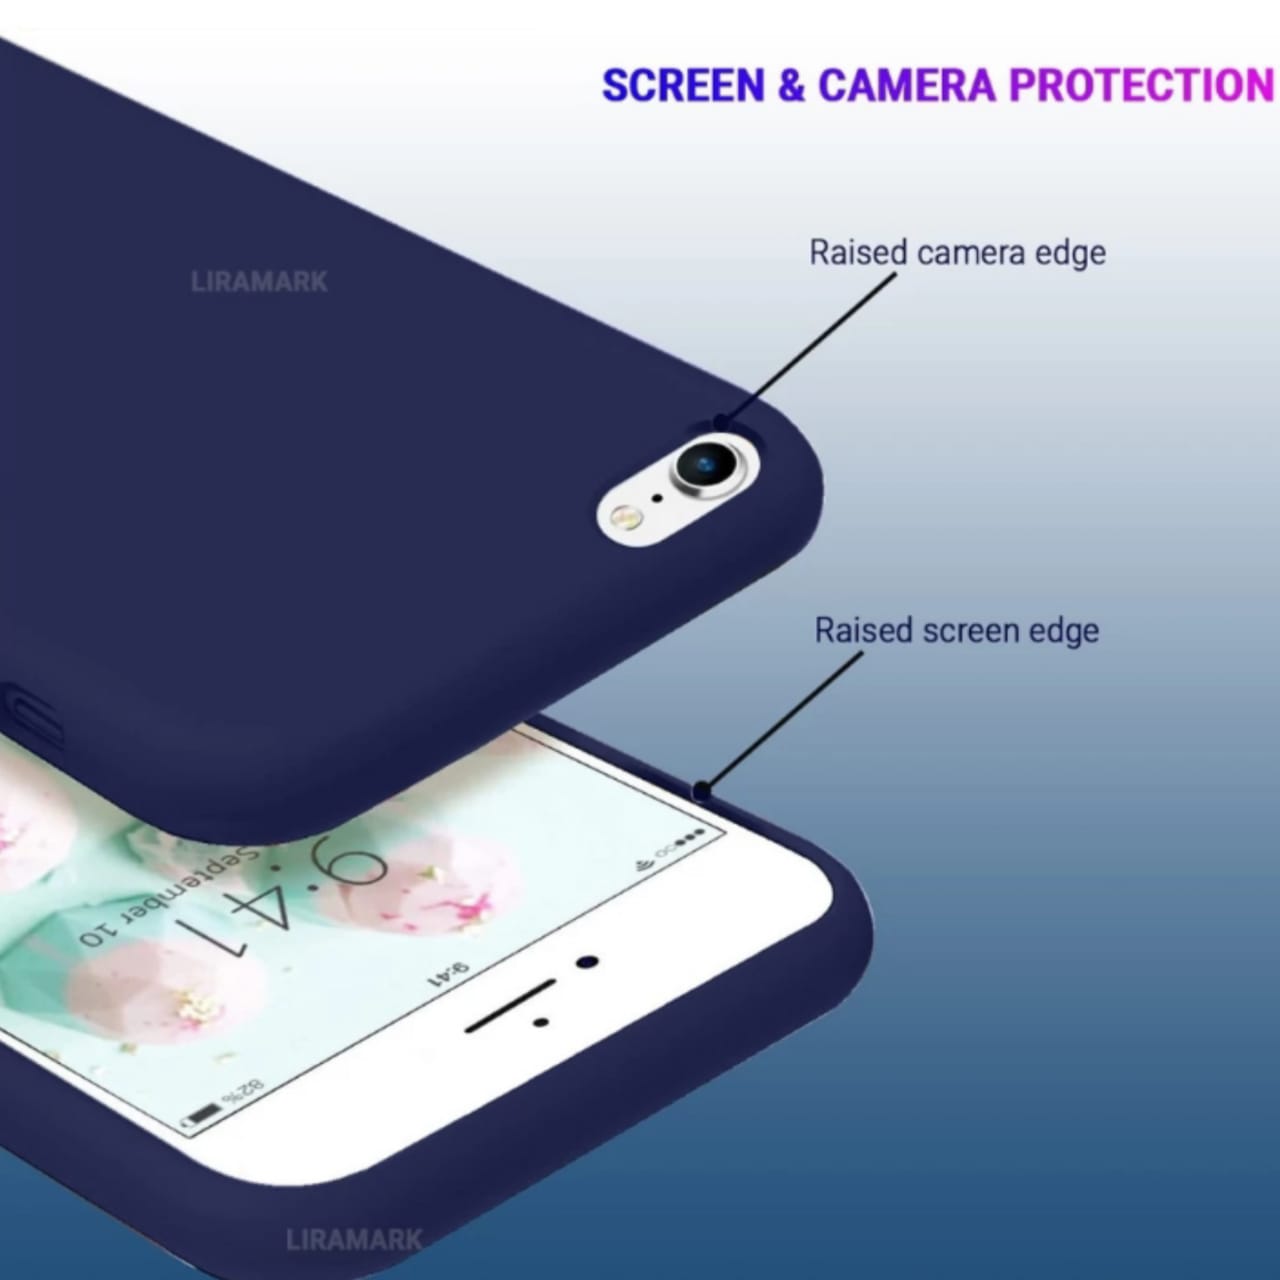 SCREEN & CAMERA PROTECTION
Raised camera edge
LIRAMARK
Raised screen edge
9:41
September 10
9:41
82%
LIRAMARK